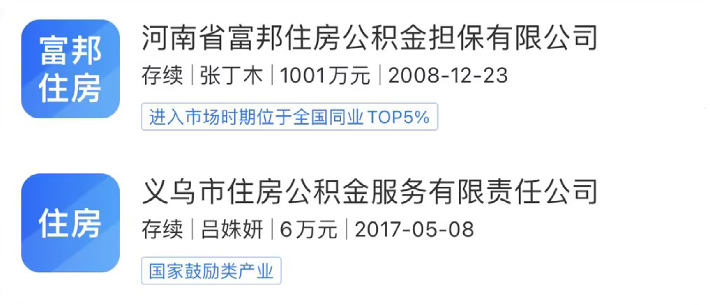 富邦
住房
河南省富邦住房公积金担保有限公司
存续|张丁木|1001万元|2008-12-23
进入市场时期位于全国同业TOP5%
住房
义乌市住房公积金服务有限责任公司
存续|吕姝妍|6万元|2017-05-08
国家鼓励类产业